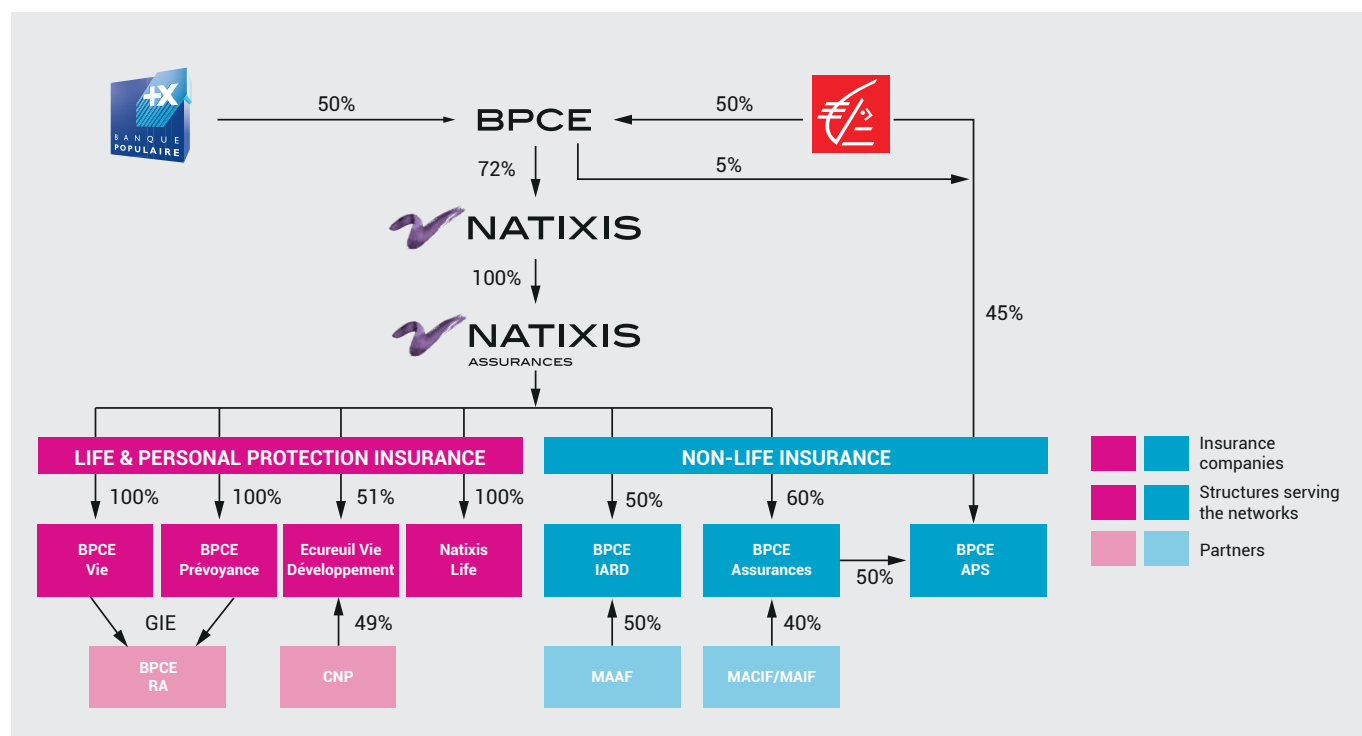 +X
BANQUE
POPULAIRE
50%
BPCE
50%
72%
5%
NATIXIS
100%
NATIXIS
ASSURANCES
45%
LIFE & PERSONAL PROTECTION INSURANCE
NON-LIFE INSURANCE
100%
100%
51%
100%
50%
60%
BPCE
Vie
BPCE
Prévoyance
Ecureuil Vie
Développement
Natixis
Life
BPCE
IARD
BPCE
Assurances
50%
BPCE
APS
GIE
49%
50%
40%
BPCE
RA
CNP
MAAF
MACIF/MAIF
Insurance
companies
Structures serving
the networks
Partners